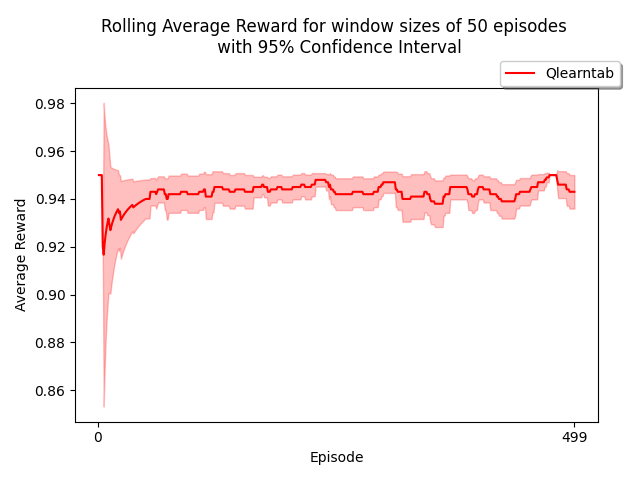 Rolling Average Reward for window sizes of 50 episodes
with 95% Confidence Interval
Qlearntab
0.98
0.96
0.94
0.92
0.90
0.88
0.86
Average Reward
0
499
Episode